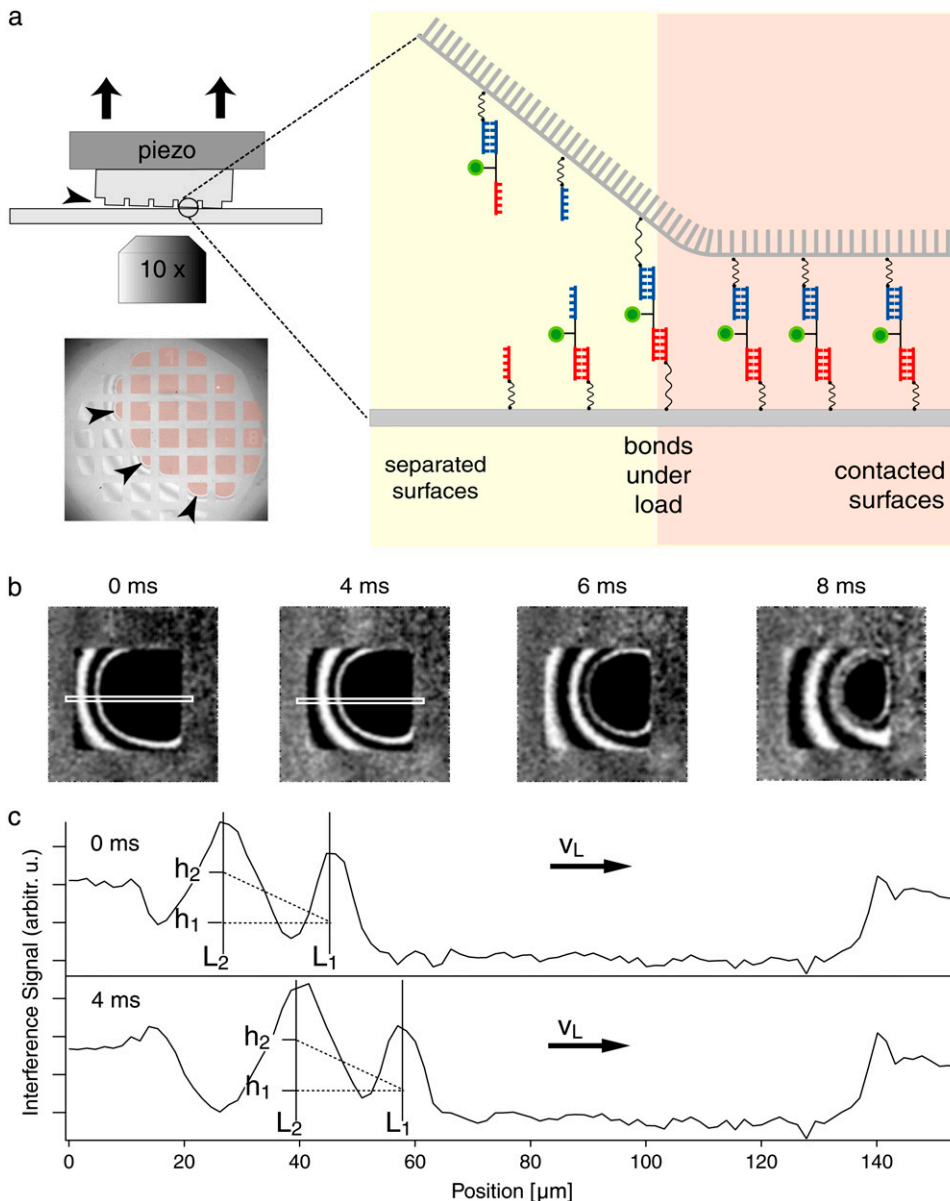 a
piezo
10 x
separated
surfaces
bonds
under
load
contacted
surfaces
b
0 ms
4 ms
6 ms
8 ms
c
Interference Signal (arbitr. u.)
0 ms
h2
h1
L2
L1
vL
4 ms
h2
h1
L2
L1
vL
0
20
40
60
80
100
120
140
Position [µm]